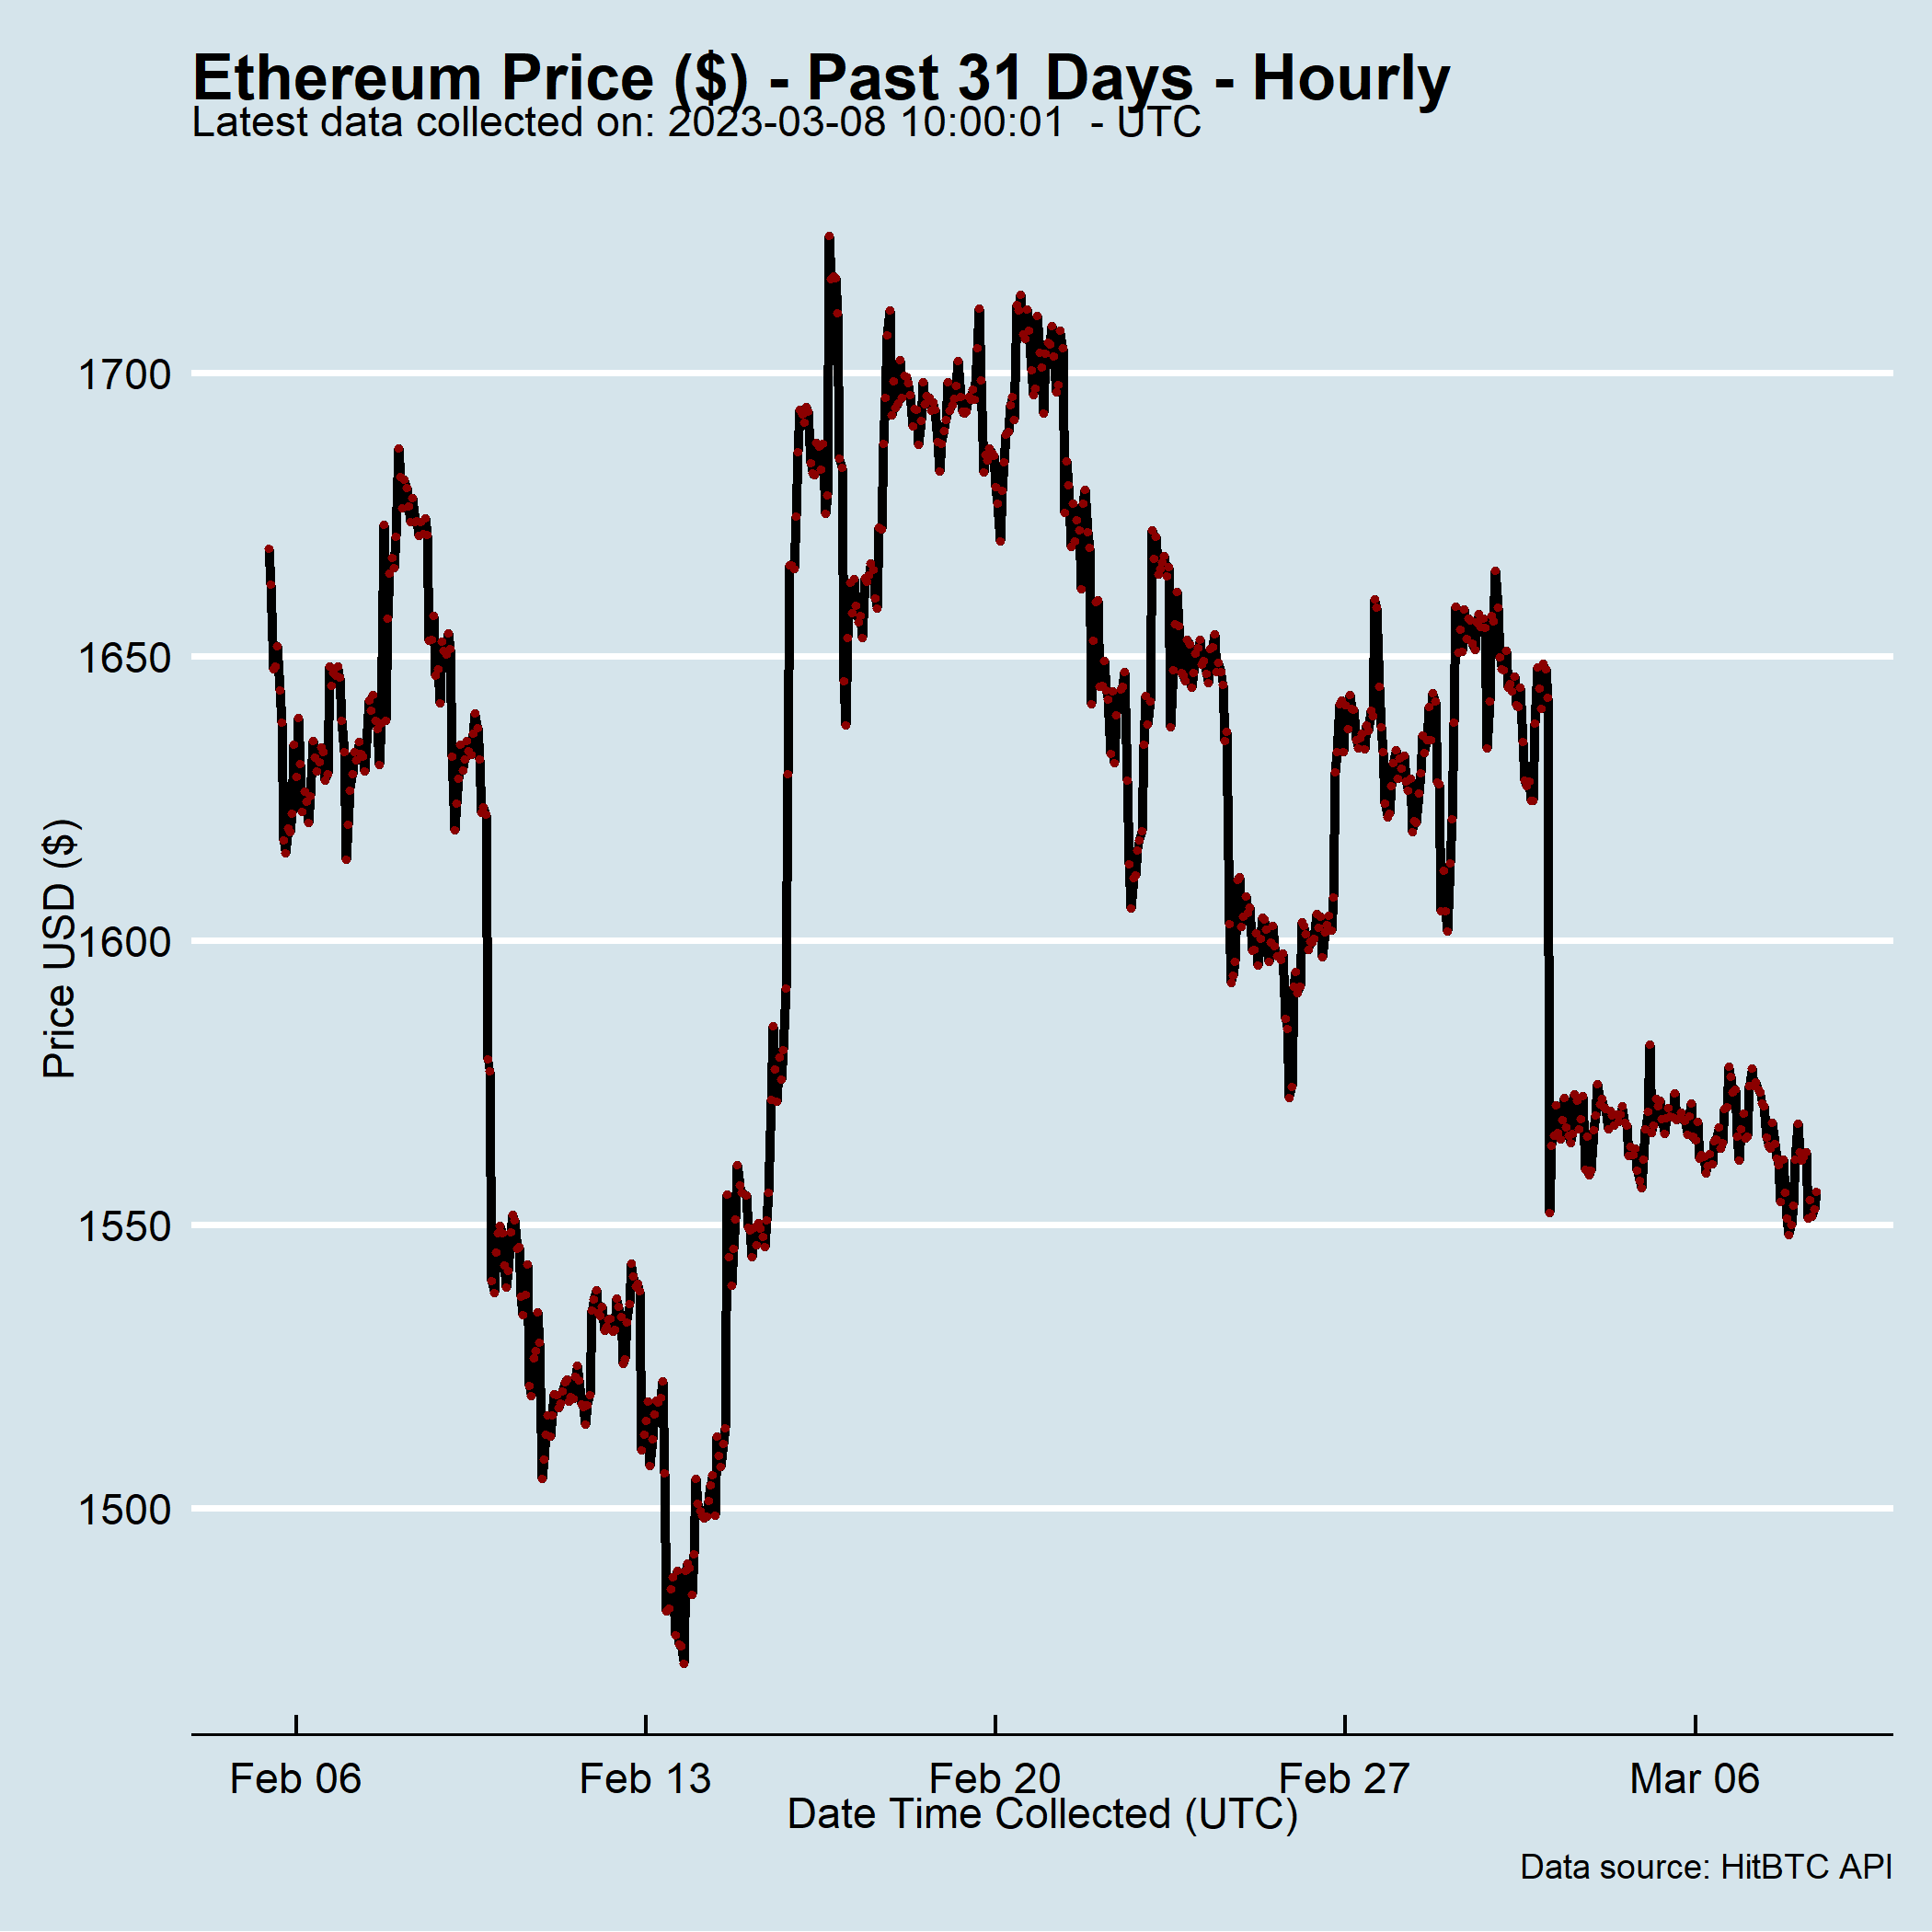 Ethereum Price ($) - Past 31 Days - Hourly
Latest data collected on: 2023-03-08 10:00:01  - UTC
Price USD ($)
1700
1650
1600
1550
1500
Feb 06
Feb 13
Feb 20
Feb 27
Mar 06
Date Time Collected (UTC)
Data source: HitBTC API